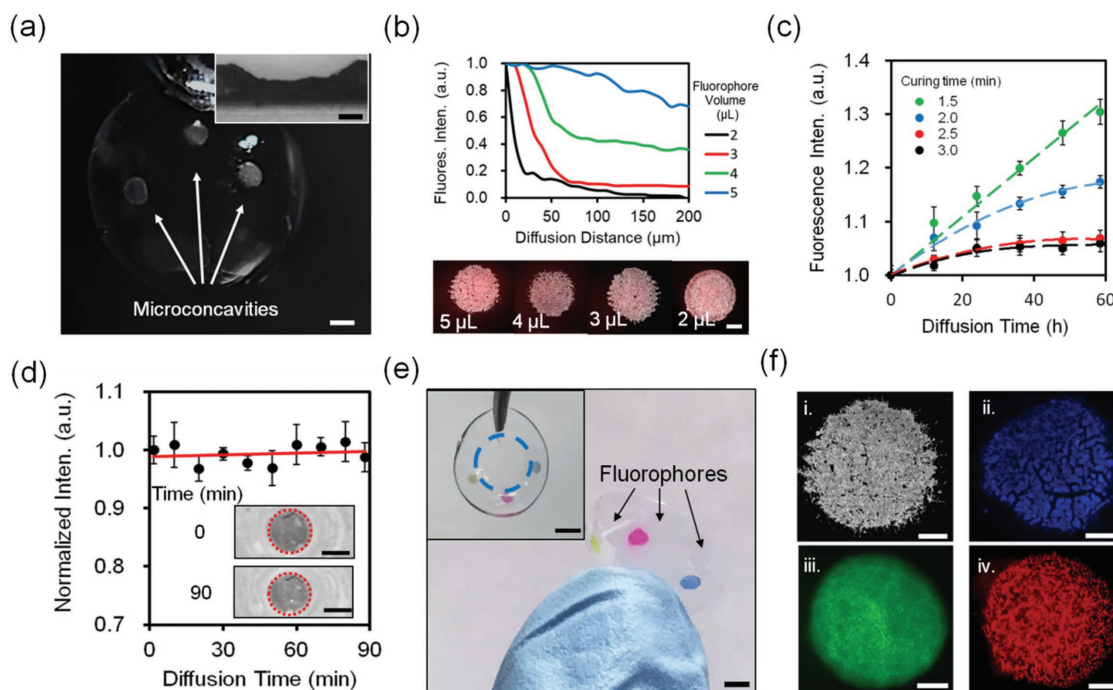 (a)
Microconcavities
(b)
Fluores. Inten. (a.u.)
1.0
0.8
0.6
0.4
0.2
0.0
0
50
100
150
200
Diffusion Distance (µm)
Fluorophore
Volume
(µL)
2
3
4
5
5 µL
4 µL
3 µL
2 µL
(c)
Fuorescence Inten. (a.u.)
1.4
1.3
1.2
1.1
1.0
0
20
40
60
Diffusion Time (h)
Curing time (min)
1.5
2.0
2.5
3.0
(d)
Normalized Inten. (a.u.)
1.1
1.0
0.9
0.8
0.7
0
30
60
90
Diffusion Time (min)
Time (min)
0
90
(e)
Fluorophores
(f)
i.
ii.
iii.
iv.